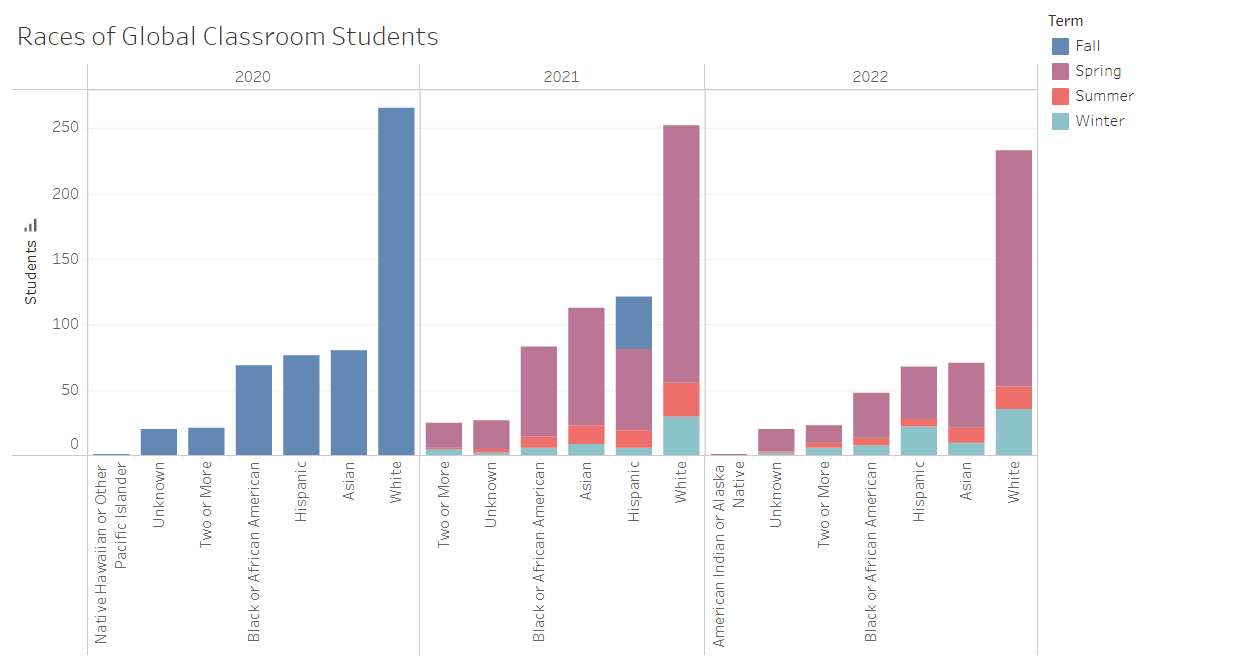 Races of Global Classroom Students
2020
2021
2022
Students
250
200
150
100
50
0
Native Hawaiian or Other
Pacific Islander
Unknown
Two or More
Black or African American
Hispanic
Asian
White
Two or More
Unknown
Black or African American
Asian
Hispanic
White
American Indian or Alaska
Native
Unknown
Two or More
Black or African American
Hispanic
Asian
White
Term
Fall
Spring
Summer
Winter